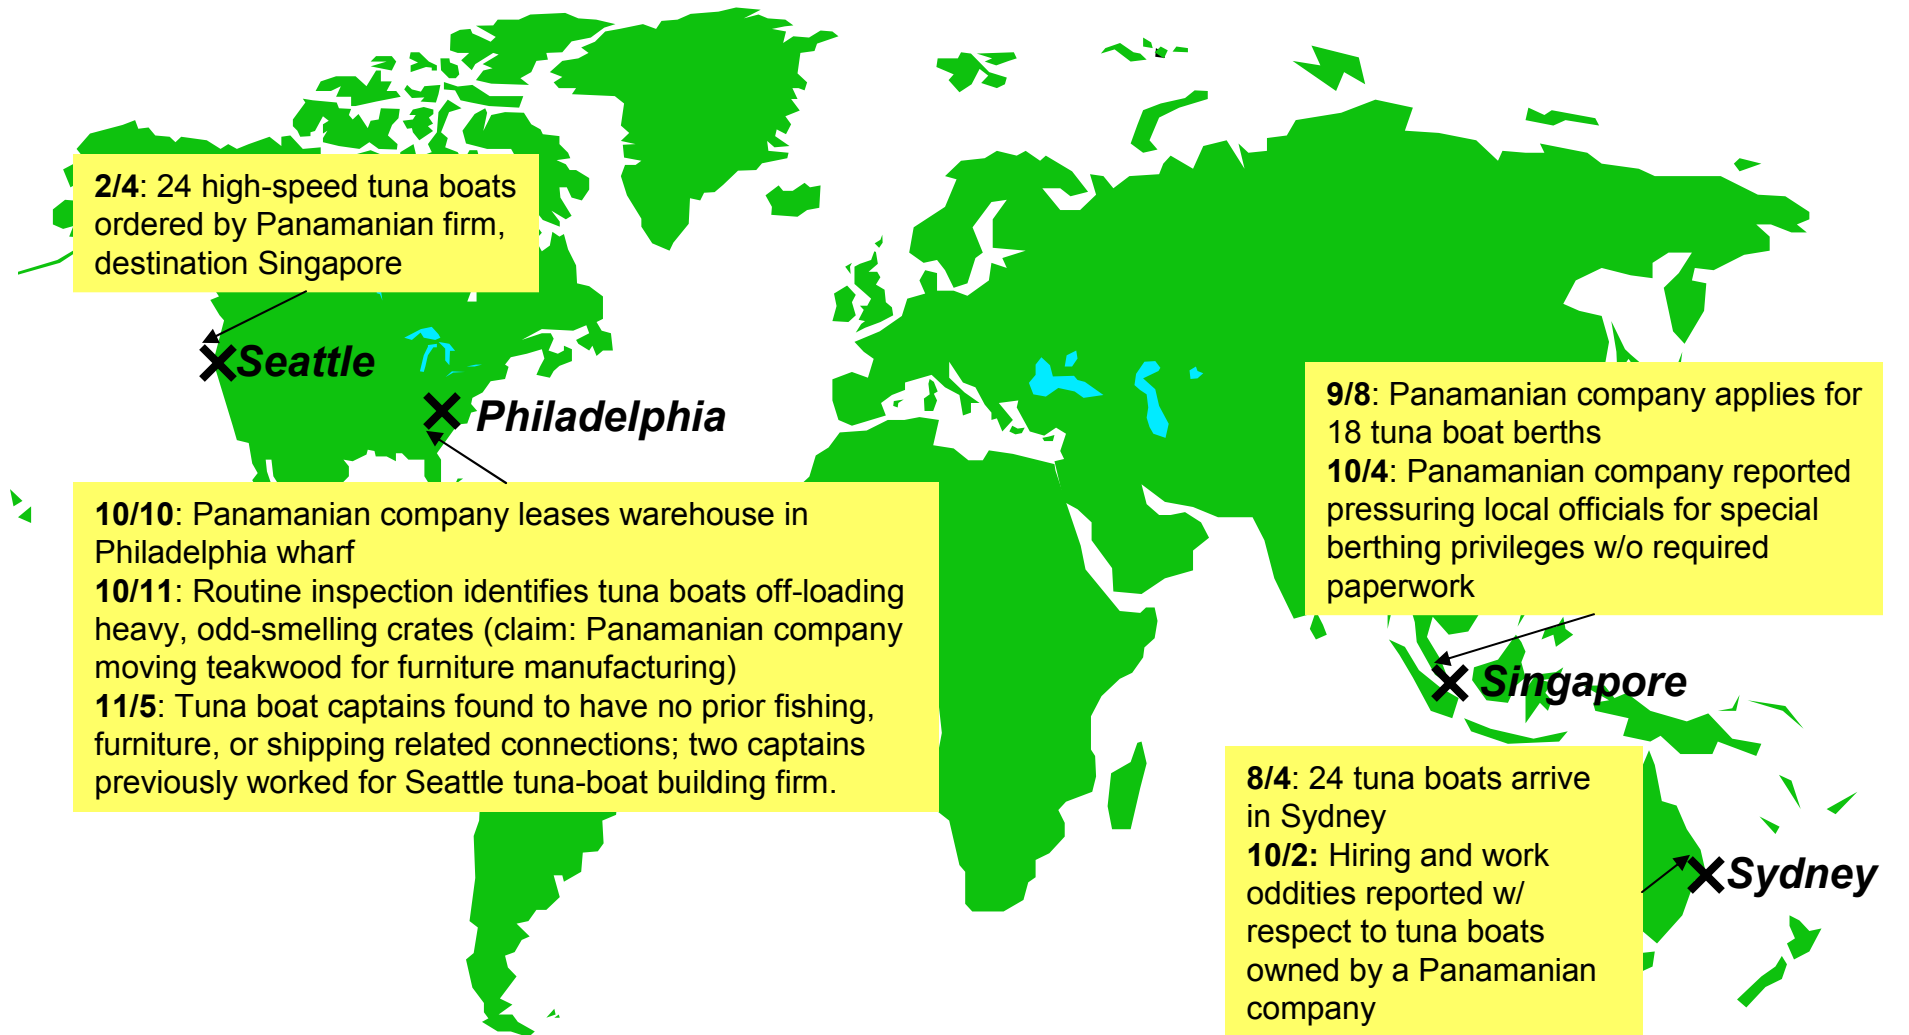 2/4: 24 high-speed tuna boats
ordered by Panamanian firm,
destination Singapore
Seattle
Philadelphia
9/8: Panamanian company applies for
18 tuna boat berths
10/4: Panamanian company reported
pressuring local officials for special
berthing privileges w/o required
paperwork
10/10: Panamanian company leases warehouse in
Philadelphia wharf
10/11: Routine inspection identifies tuna boats off-loading
heavy, odd-smelling crates (claim: Panamanian company
moving teakwood for furniture manufacturing)
11/5: Tuna boat captains found to have no prior fishing,
furniture, or shipping related connections; two captains
previously worked for Seattle tuna-boat building firm.
Singapore
8/4: 24 tuna boats arrive
in Sydney
10/2: Hiring and work
oddities reported w/
respect to tuna boats
owned by a Panamanian
company
Sydney